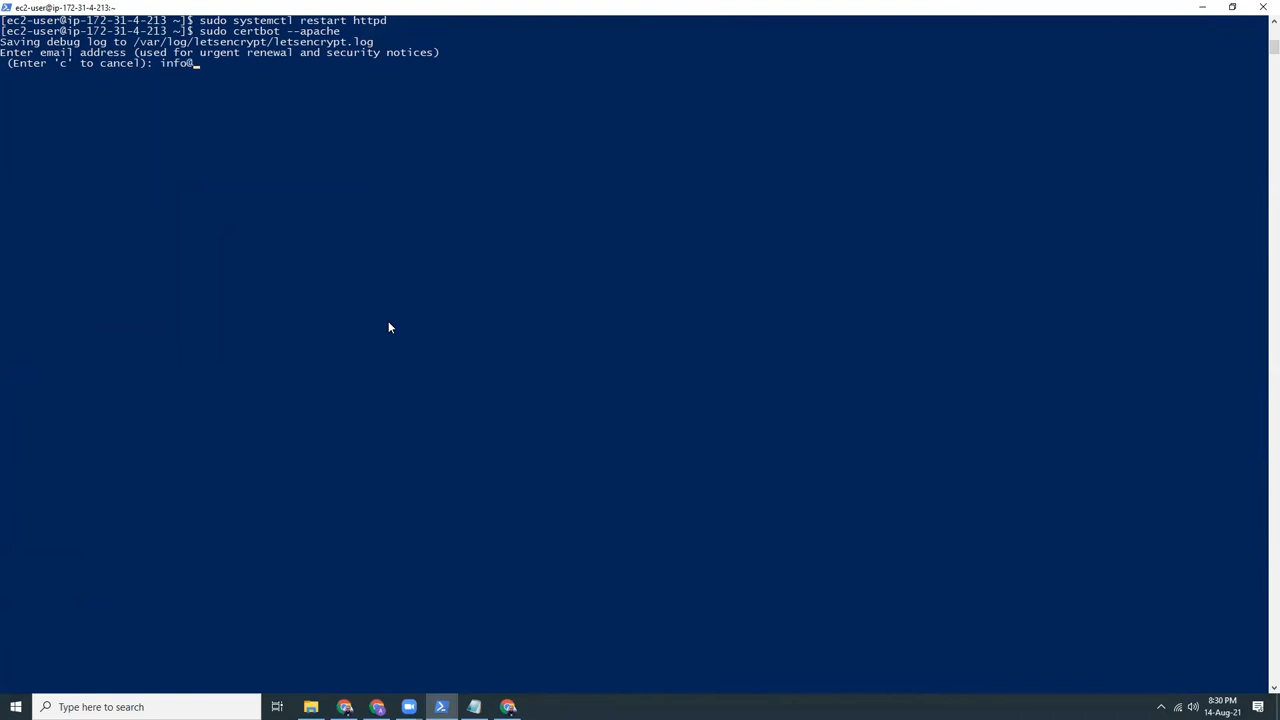 ec2-user@ip-172-31-4-213:~
[ec2-user@ip-172-31-4-213 ~]$ sudo systemctl restart httpd
[ec2-user@ip-172-31-4-213 ~]$ sudo certbot --apache
Saving debug log to /var/log/letsencrypt/letsencrypt.log
Enter email address (used for urgent renewal and security notices)
(Enter 'c' to cancel): info@_
Type here to search
8:30 PM
14-Aug-21